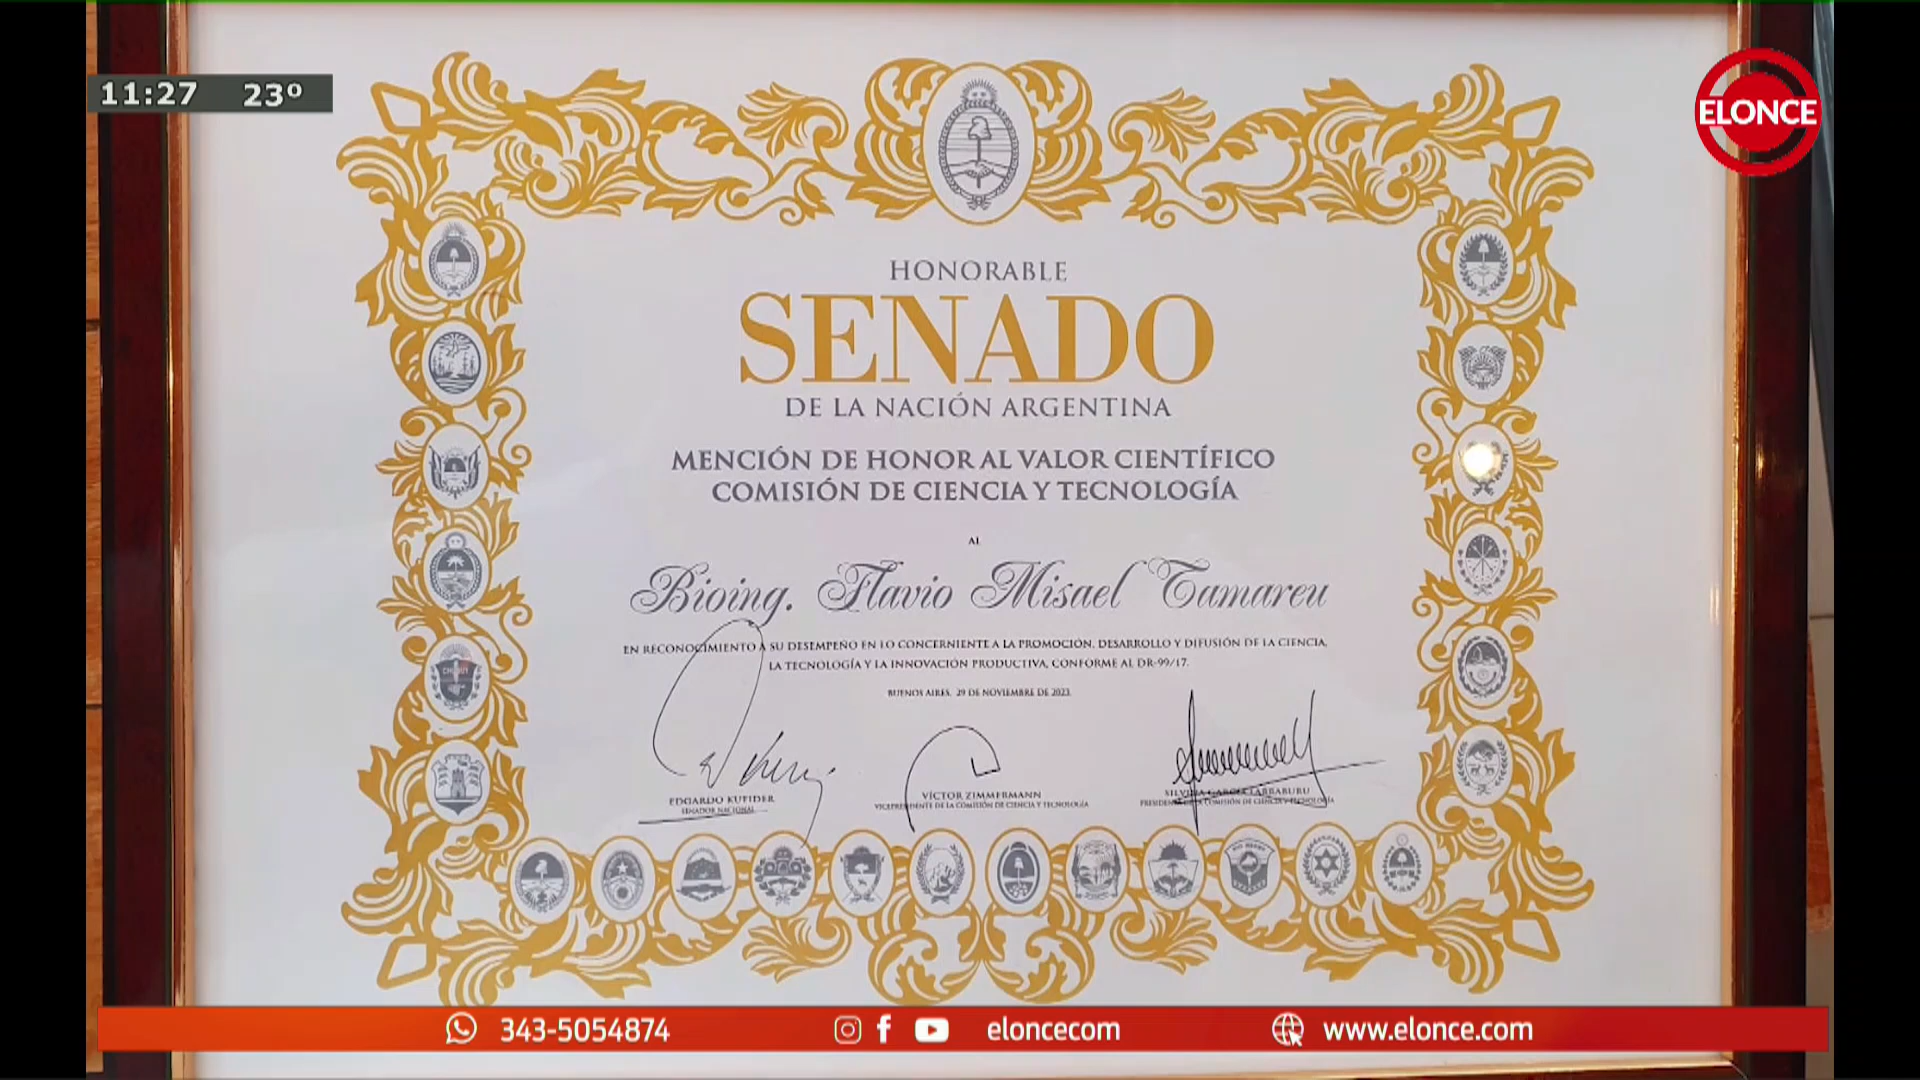 11:27 23º
ELONCE
HONORABLE
SENADO
DE LA NACIÓN ARGENTINA
MENCIÓN DE HONOR AL VALOR CIENTÍFICO
COMISIÓN DE CIENCIA Y TECNOLOGÍA
AL
Bioing. Flavio Misael Tamareu
EN RECONOCIMIENTO A SU DESEMPEÑO EN LO CONCERNIENTE A LA PROMOCIÓN, DESARROLLO Y DIFUSIÓN DE LA CIENCIA,
LA TECNOLOGÍA Y LA INNOVACIÓN PRODUCTIVA, CONFORME AL DR-99/17.
BUENOS AIRES, 29 DE NOVIEMBRE DE 2023.
EDGARDO KUEIDER
SENADOR NACIONAL
VÍCTOR ZIMMERMANN
VICEPRESIDENTE DE LA COMISIÓN DE CIENCIA Y TECNOLOGÍA
SILVINA GARCÍA LARRABURU
PRESIDENTA DE LA COMISIÓN DE CIENCIA Y TECNOLOGÍA
343-5054874 eloncecom www.elonce.com